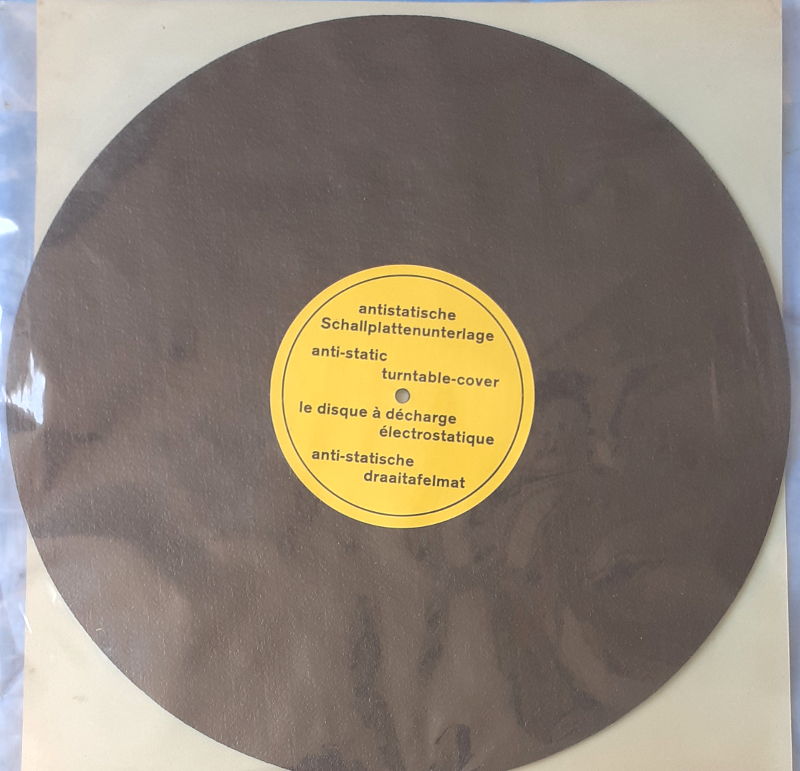 antistatische
Schallplattenunterlage
anti-static
turntable-cover
le disque à décharge
électrostatique
anti-statische
draaitafelmat